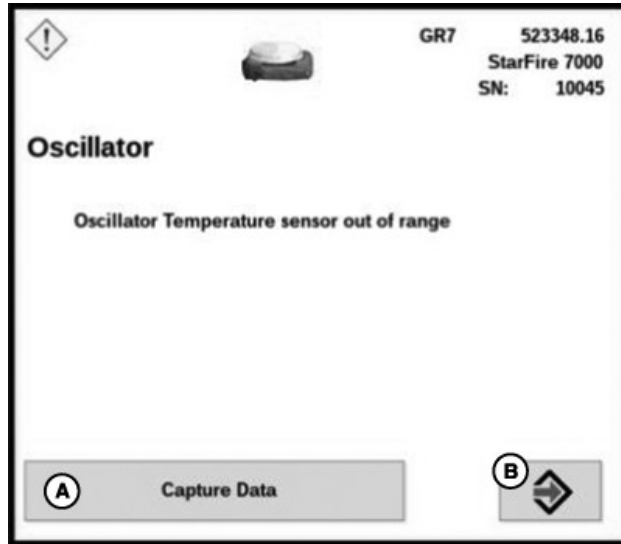 GR7 523348.16
StarFire 7000
SN: 10045
Oscillator
Oscillator Temperature sensor out of range
A Capture Data
B